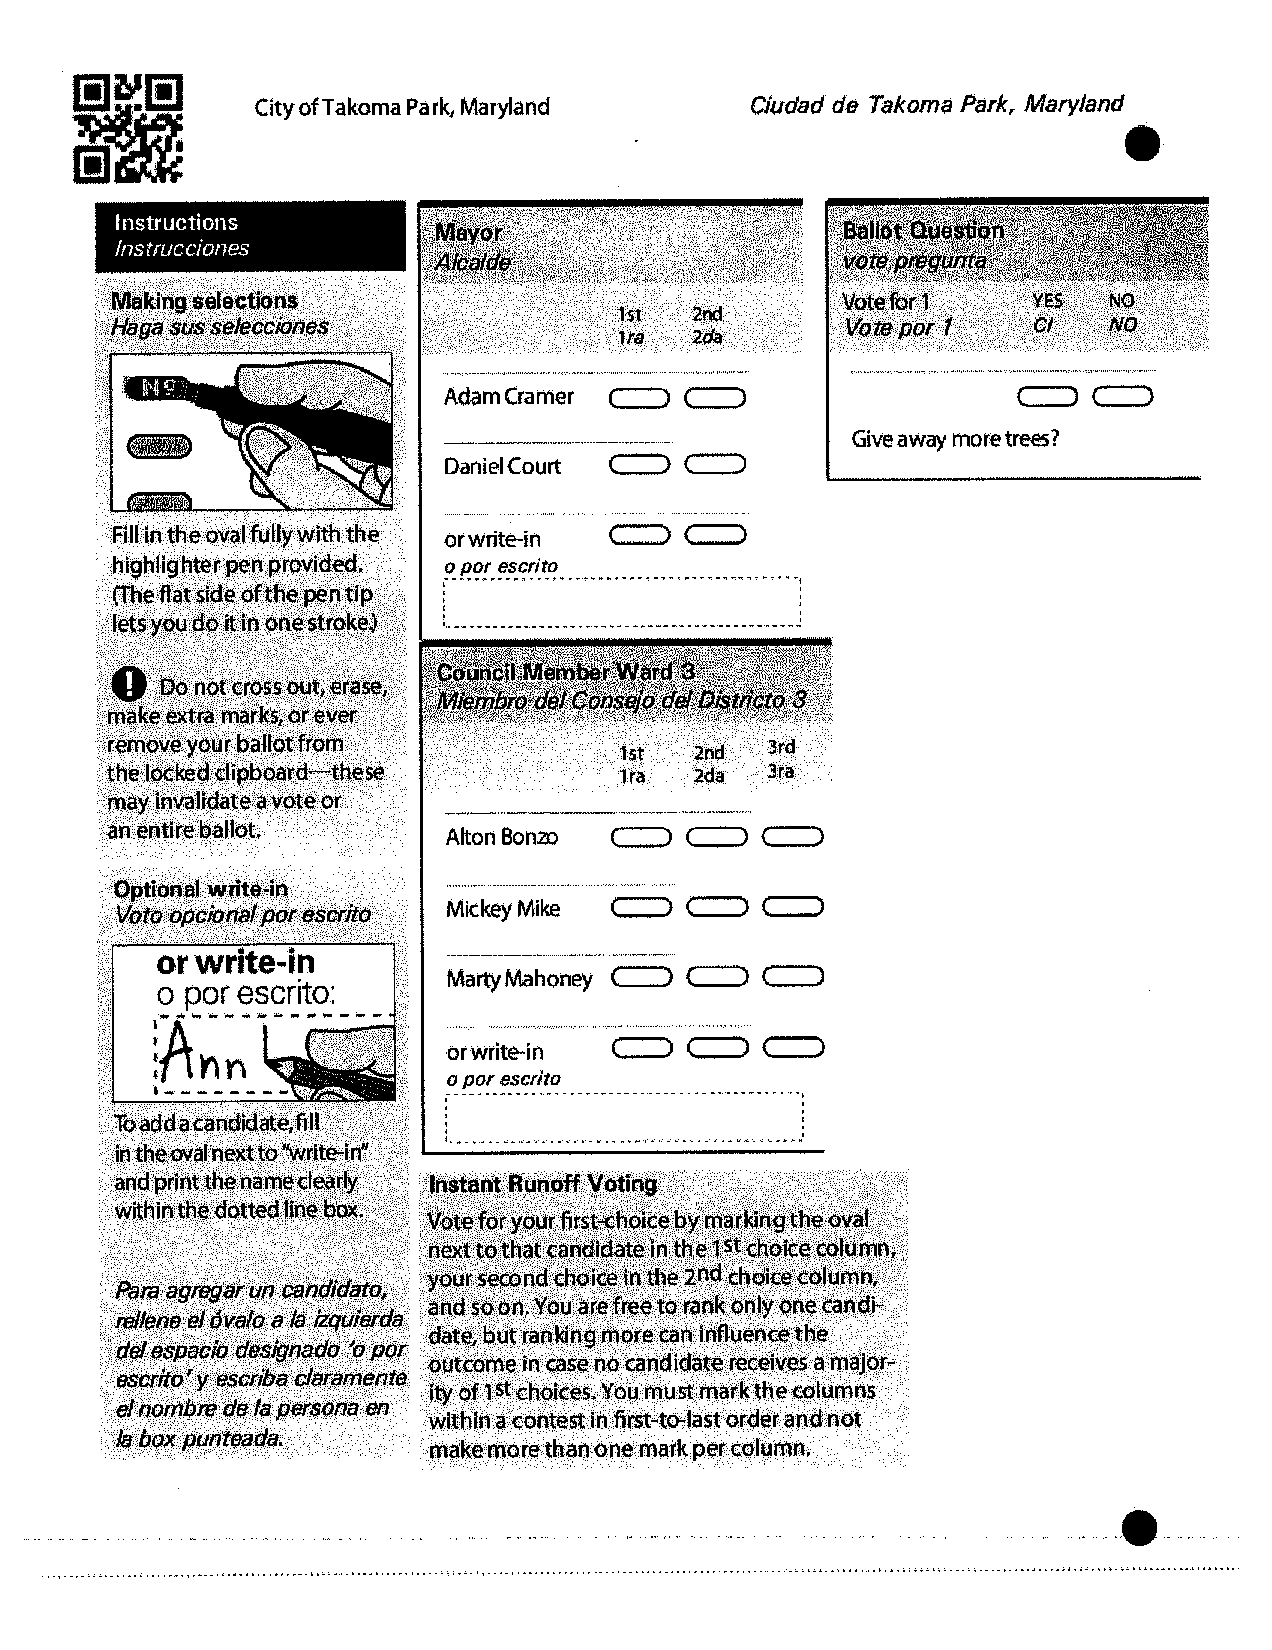 City of Takoma Park, Maryland
Ciudad de Takoma Park, Maryland
Instructions
Instrucciones
Making selections
Haga sus selecciones
Fill in the oval fully with the
highlighter pen provided.
(The flat side of the pen tip
lets you do it in one stroke.)
! Do not cross out, erase,
make extra marks, or ever
remove your ballot from
the locked clipboard—these
may invalidate a vote or
an entire ballot.
Optional write-in
Voto opcional por escrito
or write-in
o por escrito:
Ann L
To add a candidate, fill
in the oval next to "write-in"
and print the name clearly
within the dotted line box.
Para agregar un candidato,
rellene el óvalo a la izquierda
del espacio designado 'o por
escrito' y escriba claramente
el nombre de la persona en
la box punteada.
Mayor
Alcalde
1st 2nd
1ra 2da
Adam Cramer
Daniel Court
or write-in
o por escrito
Council Member Ward 3
Miembro del Consejo del Districto 3
1st 2nd 3rd
1ra 2da 3ra
Alton Bonzo
Mickey Mike
Marty Mahoney
or write-in
o por escrito
Instant Runoff Voting
Vote for your first-choice by marking the oval
next to that candidate in the 1st choice column,
your second choice in the 2nd choice column,
and so on. You are free to rank only one candi-
date, but ranking more can influence the
outcome in case no candidate receives a major-
ity of 1st choices. You must mark the columns
within a contest in first-to-last order and not
make more than one mark per column.
Ballot Question
vote pregunta
Vote for 1 YES NO
Vote por 1 CI NO
Give away more trees?